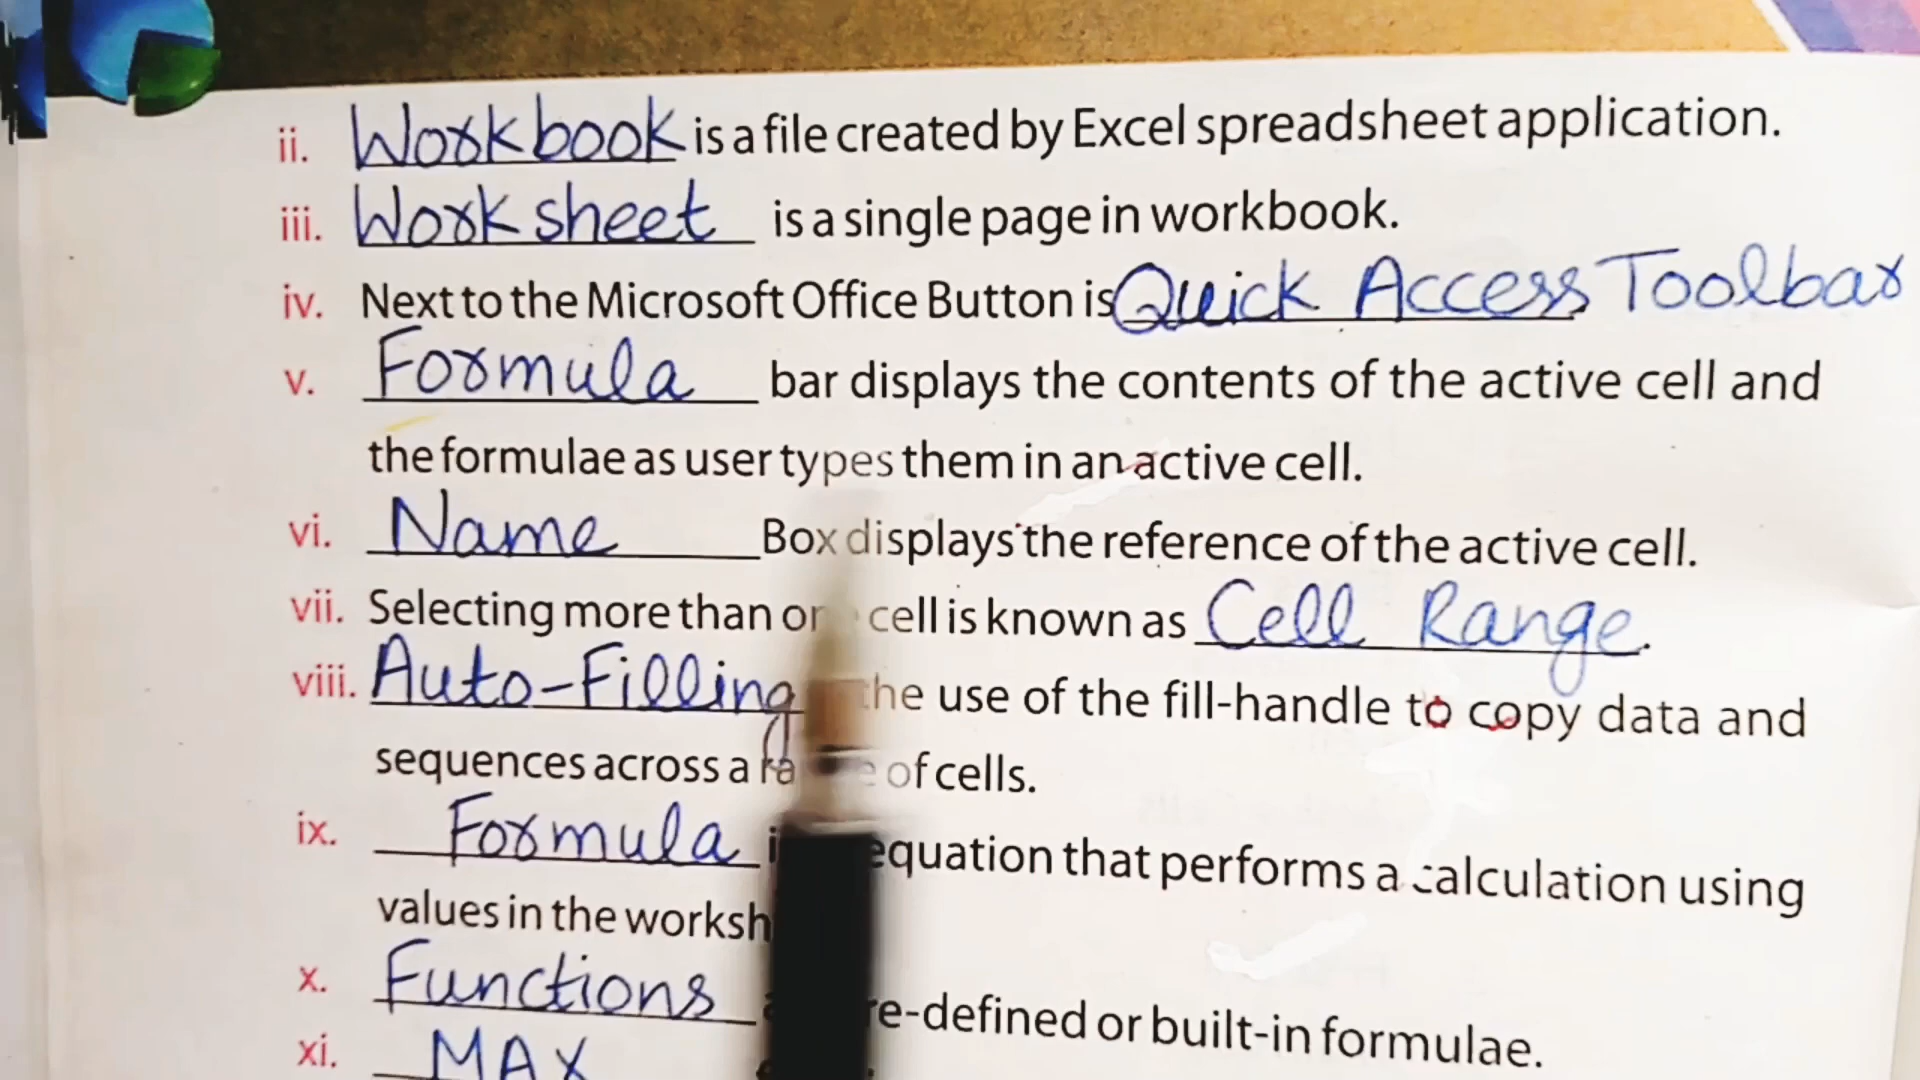 ii. Workbook is a file created by Excel spreadsheet application.
iii. Worksheet is a single page in workbook.
iv. Next to the Microsoft Office Button is Quick Access Toolbar
v. Formula bar displays the contents of the active cell and
the formulae as user types them in an active cell.
vi. Name Box displays the reference of the active cell.
vii. Selecting more than cell is known as Cell Range.
viii. Auto-Filling the use of the fill-handle to copy data and
sequences across a of cells.
ix. Formula equation that performs a calculation using
values in the
x. Functions or built-in formulae.
xi. MAX